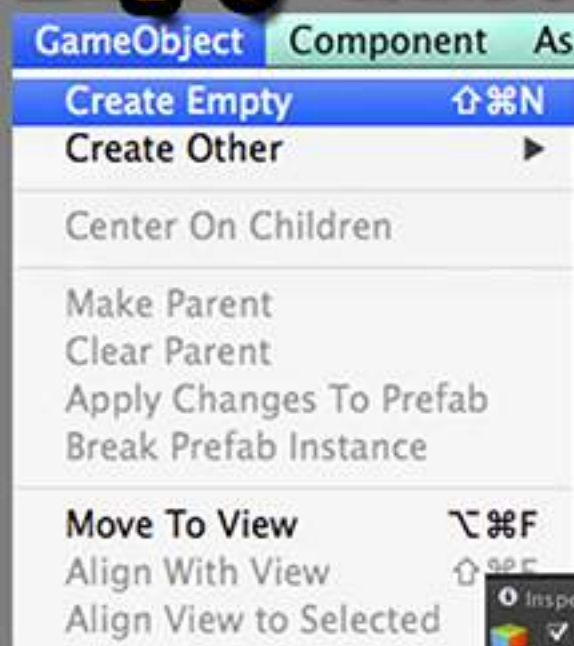 GameObject Component
Create Empty ⇧⌘N
Create Other ▶
Center On Children
Make Parent
Clear Parent
Apply Changes To Prefab
Break Prefab Instance
Move To View ⌥⌘F
Align With View ⇧⌘F
Align View to Selected